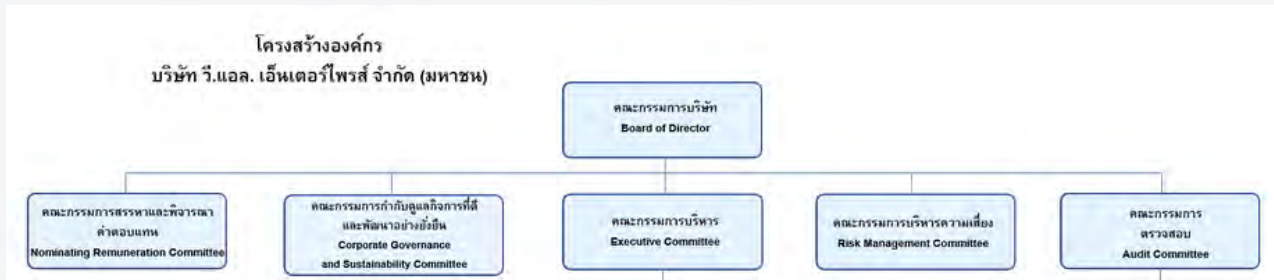 โครงสร้างองค์กร
บริษัท วี.แอล. เอ็นเตอร์ไพรส์ จำกัด (มหาชน)
คณะกรรมการบริษัท
Board of Director
คณะกรรมการสรรหาและพิจารณา
ค่าตอบแทน
Nominating Remuneration Committee
คณะกรรมการกำกับดูแลกิจการที่ดี
และพัฒนาอย่างยั่งยืน
Corporate Governance
and Sustainability Committee
คณะกรรมการบริหาร
Executive Committee
คณะกรรมการบริหารความเสี่ยง
Risk Management Committee
คณะกรรมการ
ตรวจสอบ
Audit Committee